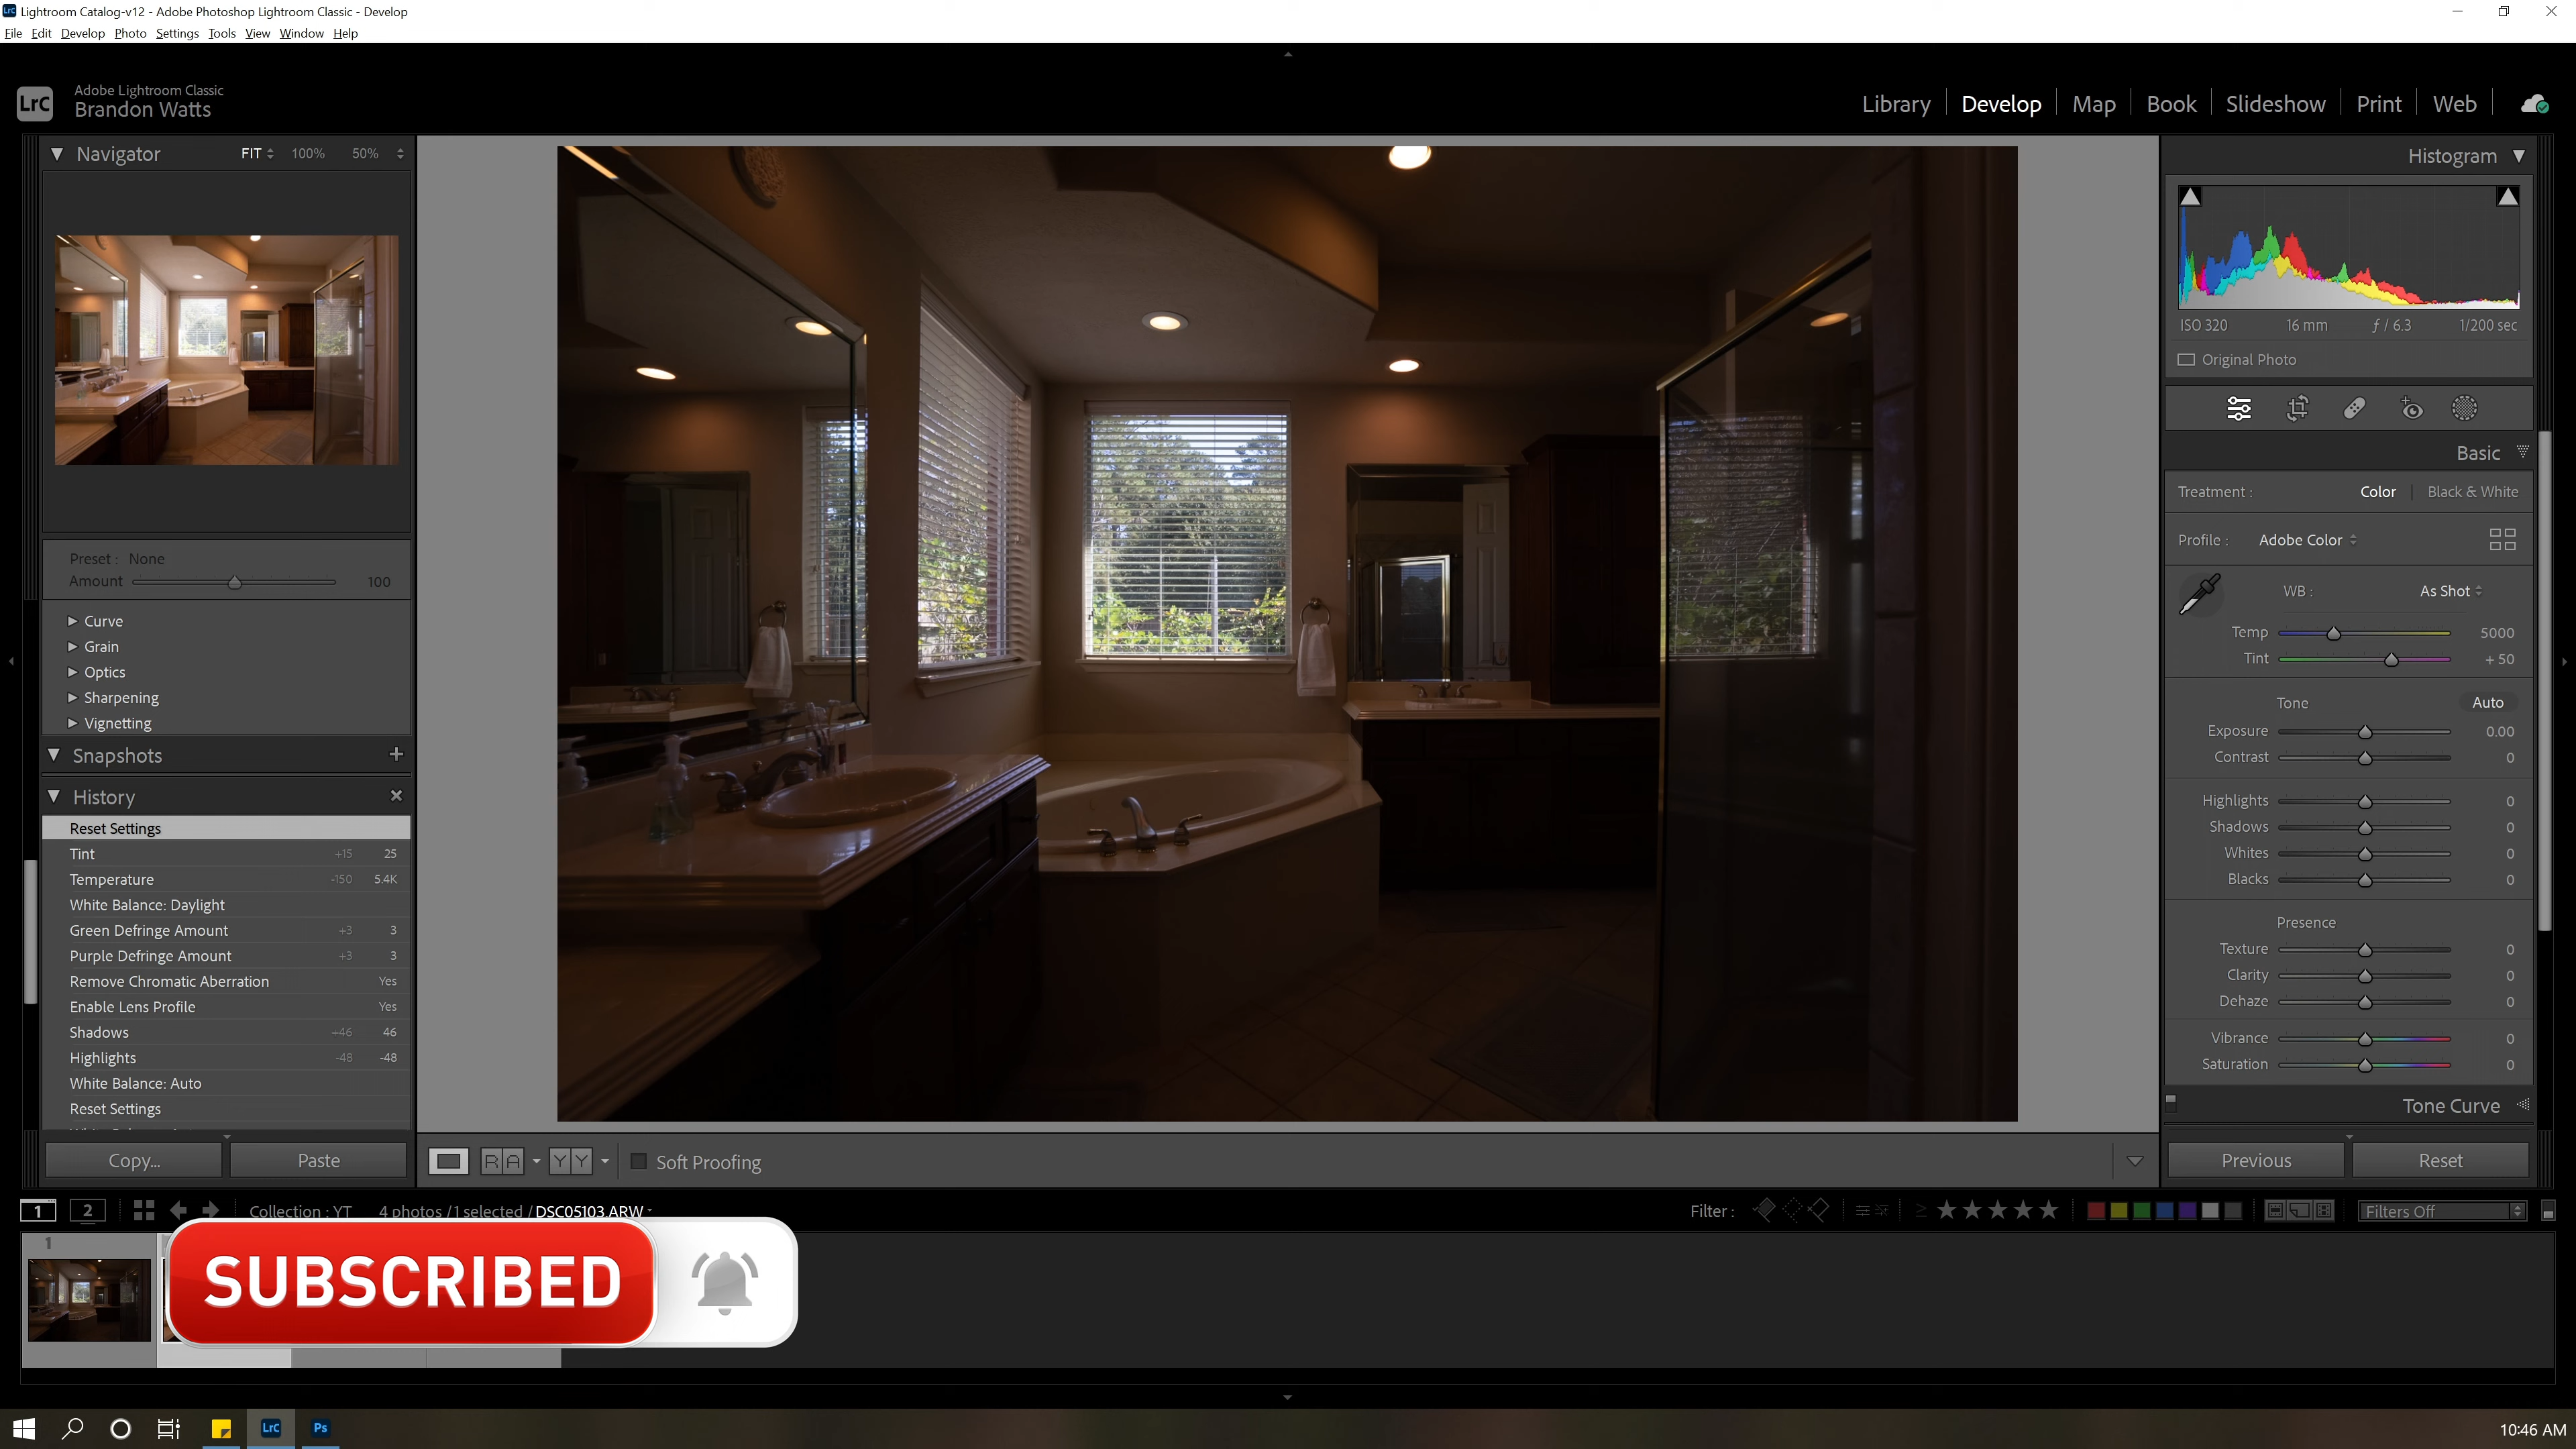 Lightroom Catalog-v12 - Adobe Photoshop Lightroom Classic - Develop
File Edit Develop Photo Settings Tools View Window Help
LrC
Adobe Lightroom Classic
Brandon Watts
Library Develop Map Book Slideshow Print Web
Navigator FIT 100% 50%
Preset : None
Amount 100
Curve
Grain
Optics
Sharpening
Vignetting
Snapshots
History
Reset Settings
Tint +15 25
Temperature -150 5.4K
White Balance: Daylight
Green Defringe Amount +3 3
Purple Defringe Amount +3 3
Remove Chromatic Aberration Yes
Enable Lens Profile Yes
Shadows +46 46
Highlights -48 -48
White Balance: Auto
Reset Settings
Copy... Paste
RA YY Soft Proofing
Histogram
ISO 320 16 mm ƒ / 6.3 1/200 sec
Original Photo
Basic
Treatment : Color Black & White
Profile : Adobe Color
WB : As Shot
Temp 5000
Tint + 50
Tone Auto
Exposure 0.00
Contrast 0
Highlights 0
Shadows 0
Whites 0
Blacks 0
Presence
Texture 0
Clarity 0
Dehaze 0
Vibrance 0
Saturation 0
Tone Curve
Previous Reset
1 2 Collection : YT 4 photos / 1 selected / DSC05103.ARW
Filter : Filters Off
1
SUBSCRIBED
LrC Ps 10:46 AM